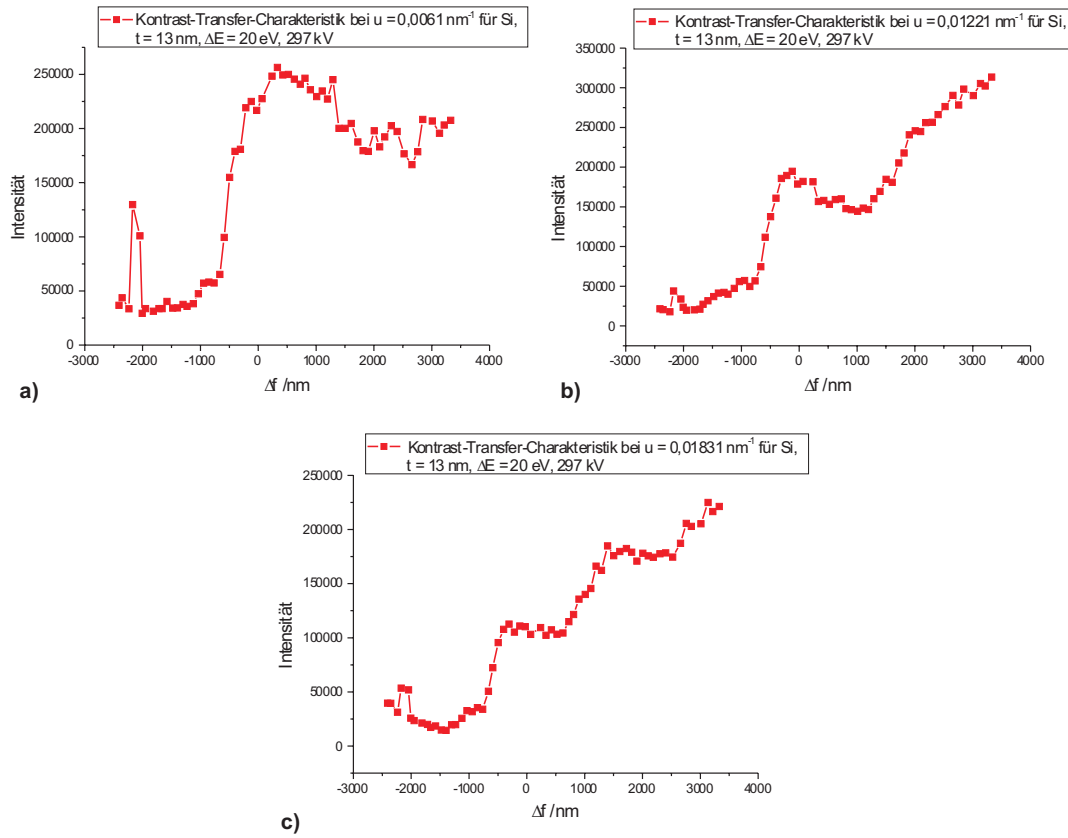 Kontrast-Transfer-Charakteristik bei u = 0,0061 nm⁻¹ für Si,
t = 13 nm, ΔE = 20 eV, 297 kV
250000
200000
150000
100000
50000
0
Intensität
-3000 -2000 -1000 0 1000 2000 3000 4000
Δf /nm
a)
Kontrast-Transfer-Charakteristik bei u = 0,01221 nm⁻¹ für Si,
t = 13 nm, ΔE = 20 eV, 297 kV
350000
300000
250000
200000
150000
100000
50000
0
Intensität
-3000 -2000 -1000 0 1000 2000 3000 4000
Δf /nm
b)
Kontrast-Transfer-Charakteristik bei u = 0,01831 nm⁻¹ für Si,
t = 13 nm, ΔE = 20 eV, 297 kV
250000
200000
150000
100000
50000
0
Intensität
-3000 -2000 -1000 0 1000 2000 3000 4000
Δf /nm
c)